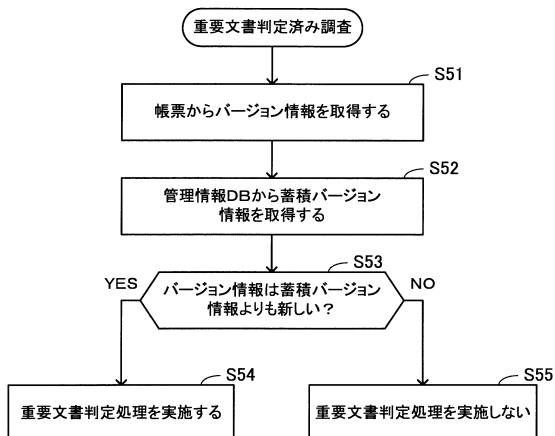 重要文書判定済み調査
S51
帳票からバージョン情報を取得する
S52
管理情報DBから蓄積バージョン
情報を取得する
S53
YES
バージョン情報は蓄積バージョン
情報よりも新しい？
NO
S54
重要文書判定処理を実施する
S55
重要文書判定処理を実施しない